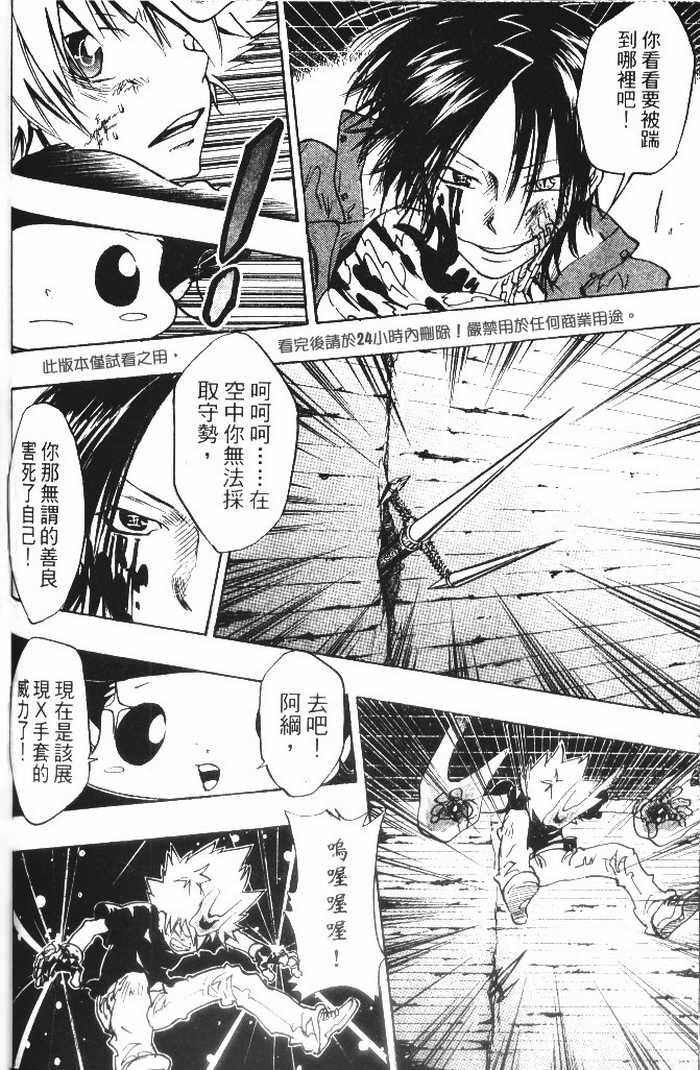 你看看要被踹
到哪裡吧！
此版本僅試看之用，
看完後請於24小時內刪除！嚴禁用於任何商業用途。
呵呵呵……在
空中你無法採
取守勢，
你那無謂的善良
害死了自己！
去吧！
阿綱，
現在是該展
現X手套的
威力了！
嗚喔喔喔！